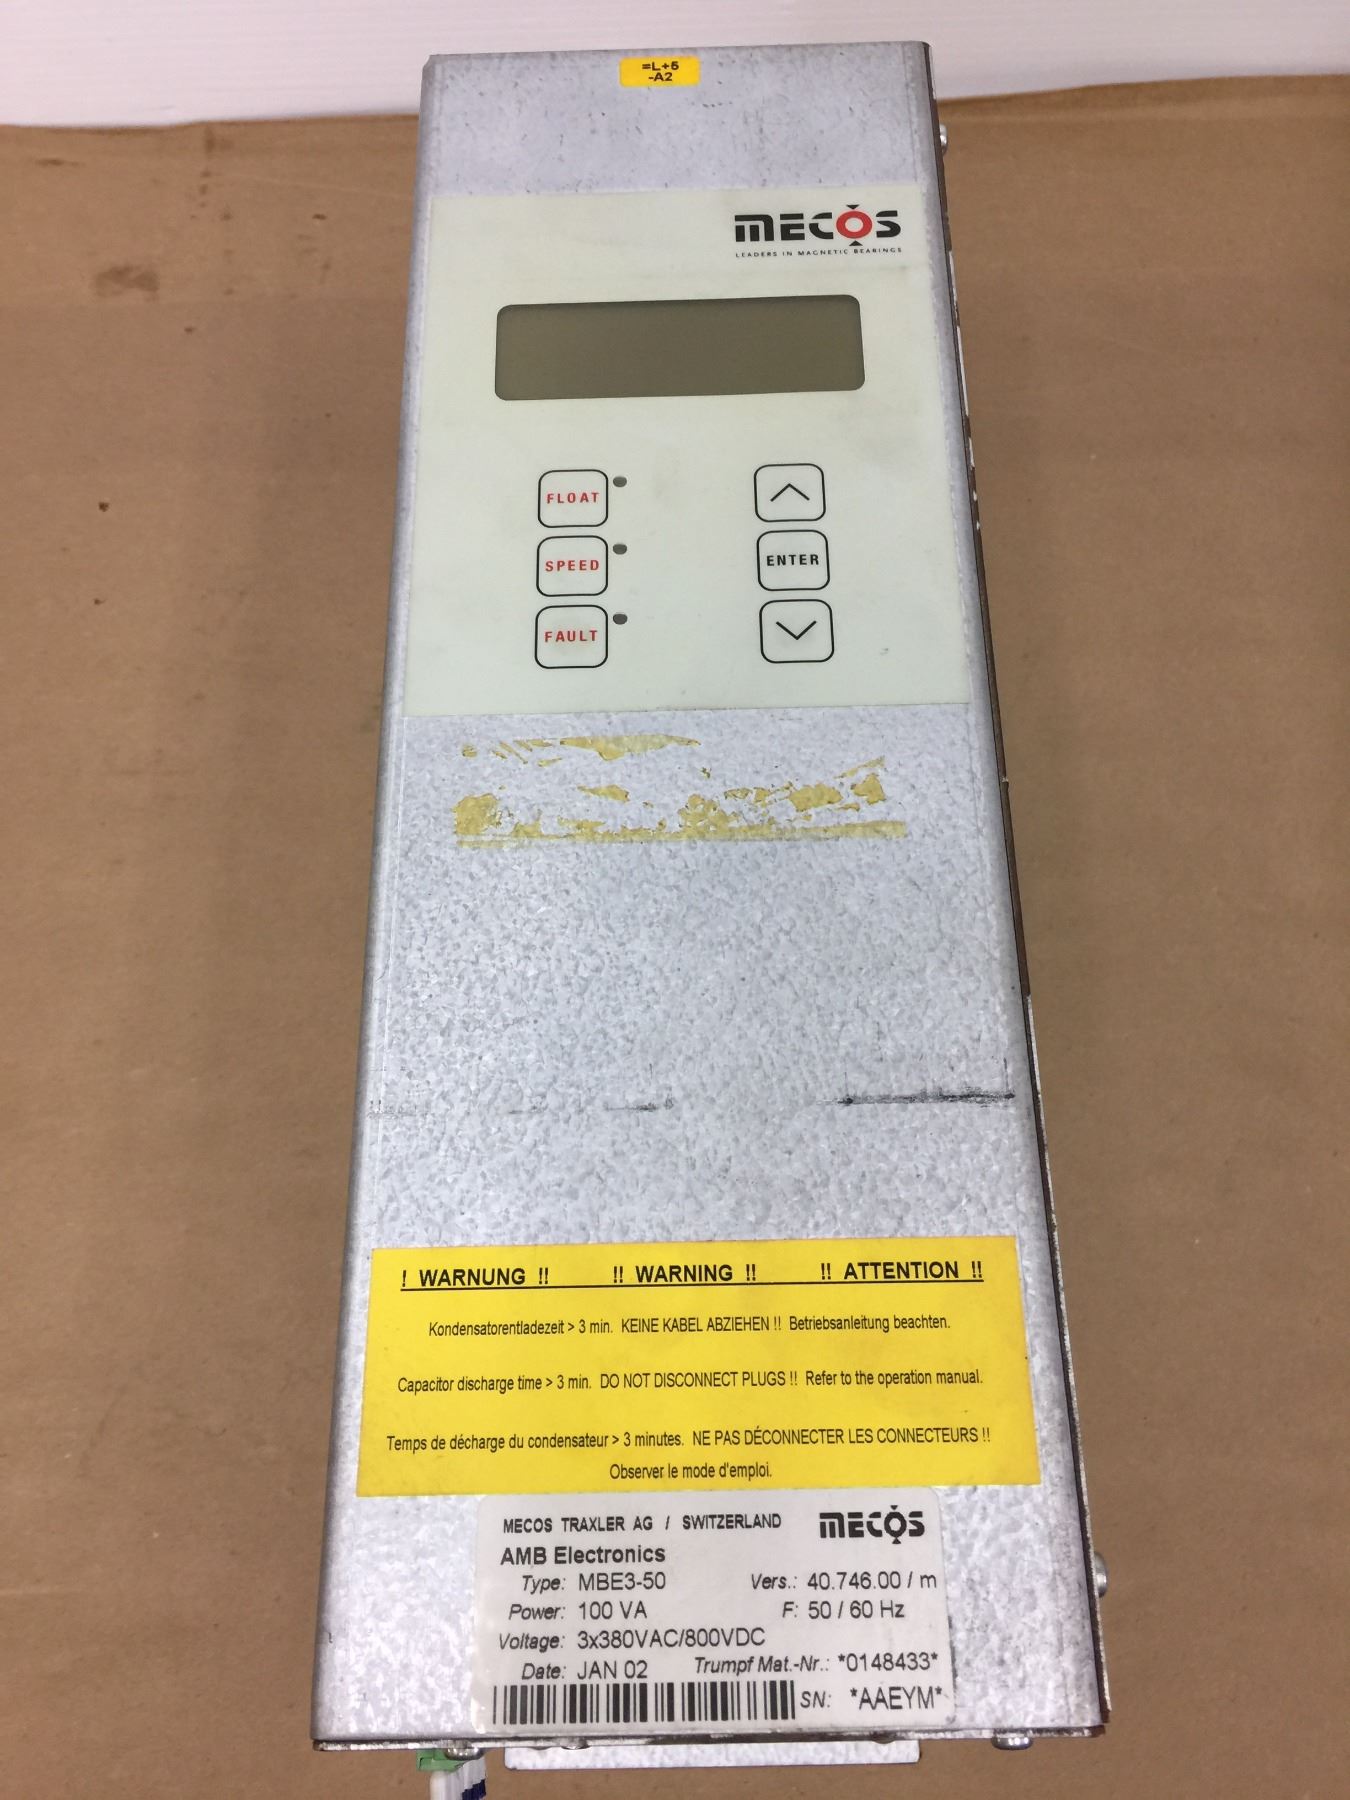 =L+5
-A2
MECOS
LEADERS IN MAGNETIC BEARINGS
FLOAT
SPEED
ENTER
FAULT
! WARNUNG !! !! WARNING !! !! ATTENTION !!
Kondensatorentladezeit > 3 min. KEINE KABEL ABZIEHEN !! Betriebsanleitung beachten.
Capacitor discharge time > 3 min. DO NOT DISCONNECT PLUGS !! Refer to the operation manual.
Temps de décharge du condensateur > 3 minutes. NE PAS DÉCONNECTER LES CONNECTEURS !!
Observer le mode d'emploi.
MECOS TRAXLER AG / SWITZERLAND MECOS
AMB Electronics
Type: MBE3-50 Vers.: 40.746.00 / m
Power: 100 VA F: 50 / 60 Hz
Voltage: 3x380VAC/800VDC
Date: JAN 02 Trumpf Mat.-Nr.: *0148433*
SN: *AAEYM*